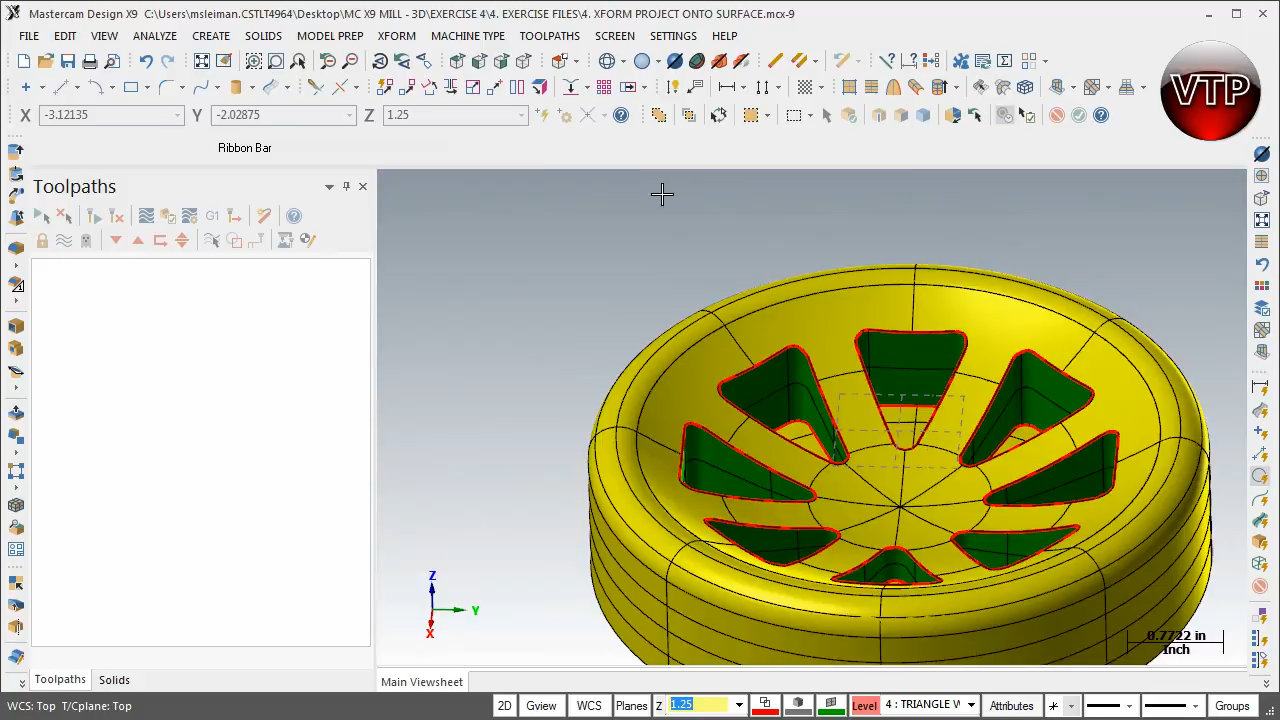 Mastercam Design X9 C:\Users\msleiman.CSTLT4964\Desktop\MC X9 MILL - 3D\EXERCISE 4\4. EXERCISE FILES\4. XFORM PROJECT ONTO SURFACE.mcx-9
FILE EDIT VIEW ANALYZE CREATE SOLIDS MODEL PREP XFORM MACHINE TYPE TOOLPATHS SCREEN SETTINGS HELP
VTP
X -3.12135 Y -2.02875 Z 1.25
Ribbon Bar
Toolpaths
G1
Z
Y
X
0.7722 in
Inch
Toolpaths Solids
Main Viewsheet
WCS: Top T/Cplane: Top
2D Gview WCS Planes Z 1.25 Level 4 : TRIANGLE Attributes Groups